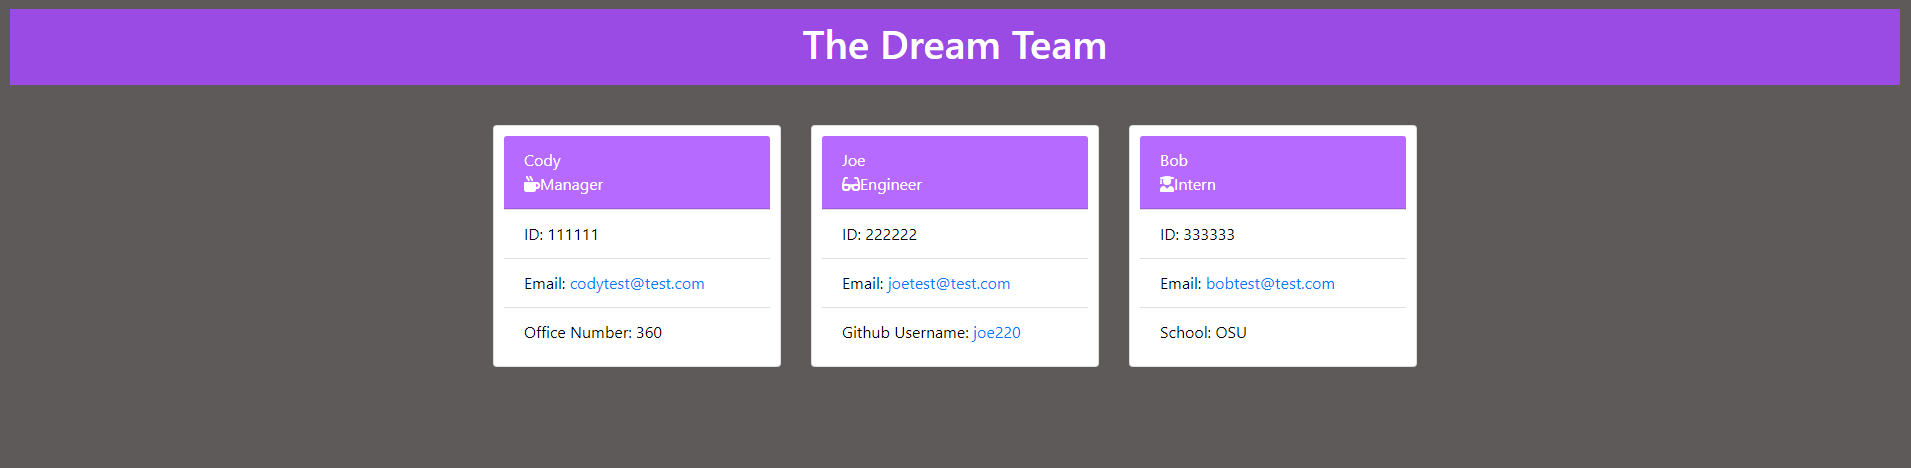 The Dream Team
Cody
Manager
ID: 111111
Email: codytest@test.com
Office Number: 360
Joe
Engineer
ID: 222222
Email: joetest@test.com
Github Username: joe220
Bob
Intern
ID: 333333
Email: bobtest@test.com
School: OSU